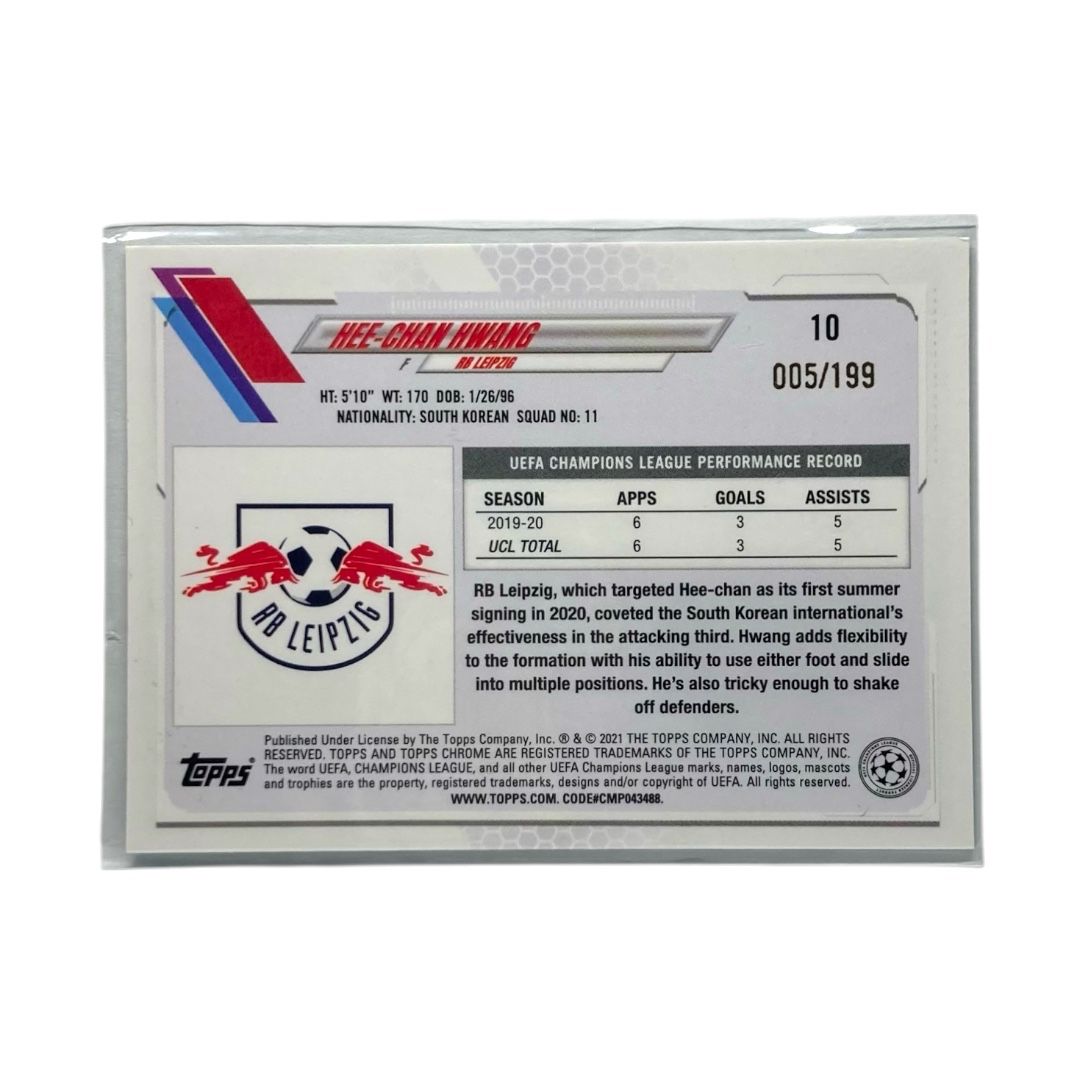 HEE-CHAN HWANG
F RB LEIPZIG
10
005/199
HT: 5'10" WT: 170 DOB: 1/26/96
NATIONALITY: SOUTH KOREAN SQUAD NO: 11
RB LEIPZIG
UEFA CHAMPIONS LEAGUE PERFORMANCE RECORD
SEASON APPS GOALS ASSISTS
2019-20 6 3 5
UCL TOTAL 6 3 5
RB Leipzig, which targeted Hee-chan as its first summer
signing in 2020, coveted the South Korean international's
effectiveness in the attacking third. Hwang adds flexibility
to the formation with his ability to use either foot and slide
into multiple positions. He's also tricky enough to shake
off defenders.
topps
Published Under License by The Topps Company, Inc. ® & © 2021 THE TOPPS COMPANY, INC. ALL RIGHTS
RESERVED. TOPPS AND TOPPS CHROME ARE REGISTERED TRADEMARKS OF THE TOPPS COMPANY, INC.
The word UEFA, CHAMPIONS LEAGUE, and all other UEFA Champions League marks, names, logos, mascots
and trophies are the property, registered trademarks, designs and/or copyright of UEFA. All rights reserved.
WWW.TOPPS.COM. CODE#CMP043488.